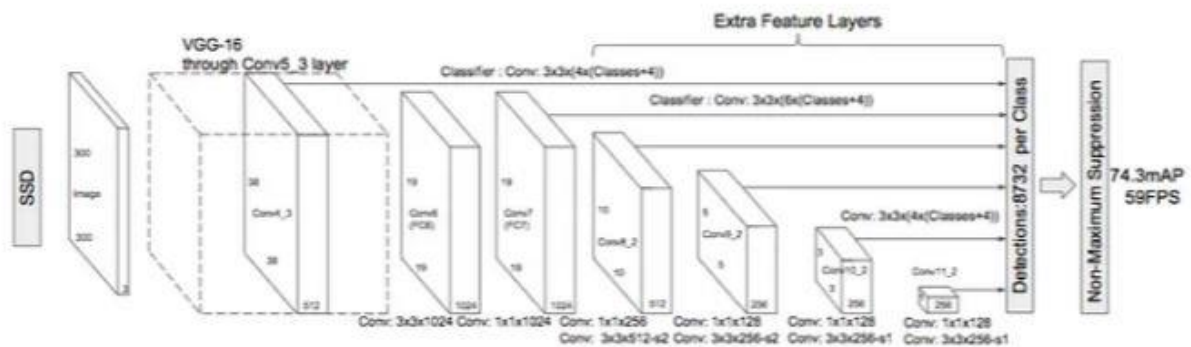 Extra Feature Layers
VGG-16
through Conv5_3 layer
Classifier : Conv: 3x3x(4x(Classes+4))
Classifier : Conv: 3x3x(6x(Classes+4))
SSD
300
Image
300
3
38
Conv4_3
38
512
19
Conv6
(FC6)
19
1024
19
Conv7
(FC7)
19
1024
10
Conv8_2
10
512
5
Conv9_2
5
256
Conv: 3x3x(4x(Classes+4))
3
Conv10_2
3
256
Conv11_2
256
Detections:8732 per Class
Non-Maximum Suppression
74.3mAP
59FPS
Conv: 3x3x1024
Conv: 1x1x1024
Conv: 1x1x256
Conv: 3x3x512-s2
Conv: 1x1x128
Conv: 3x3x256-s2
Conv: 1x1x128
Conv: 3x3x256-s1
Conv: 1x1x128
Conv: 3x3x256-s1